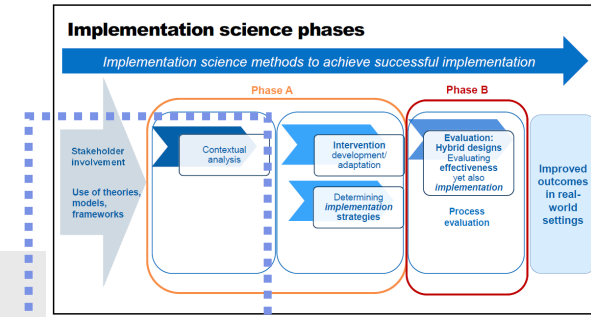 Implementation science phases
Implementation science methods to achieve successful implementation
Phase A
Phase B
Stakeholder
involvement
Use of theories,
models,
frameworks
Contextual
analysis
Intervention
development/
adaptation
Determining
implementation
strategies
Evaluation:
Hybrid designs
Evaluating
effectiveness
yet also
implementation
Process
evaluation
Improved
outcomes
in real-
world
settings